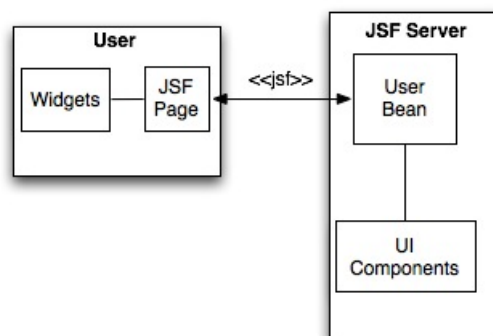 User
Widgets
JSF
Page
<<jsf>>
JSF Server
User
Bean
UI
Components